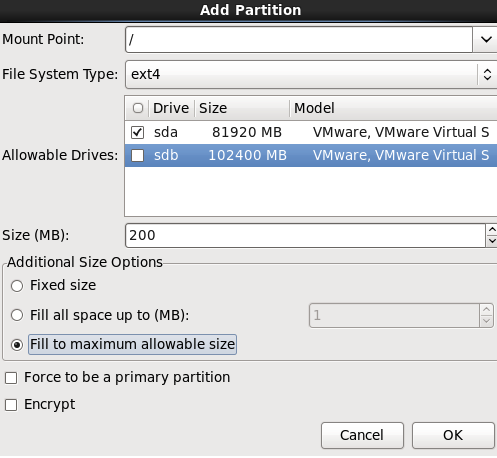 Add Partition
Mount Point: /
File System Type: ext4
Drive Size Model
sda 81920 MB VMware, VMware Virtual S
Allowable Drives: sdb 102400 MB VMware, VMware Virtual S
Size (MB): 200
Additional Size Options
Fixed size
Fill all space up to (MB): 1
Fill to maximum allowable size
Force to be a primary partition
Encrypt
Cancel OK